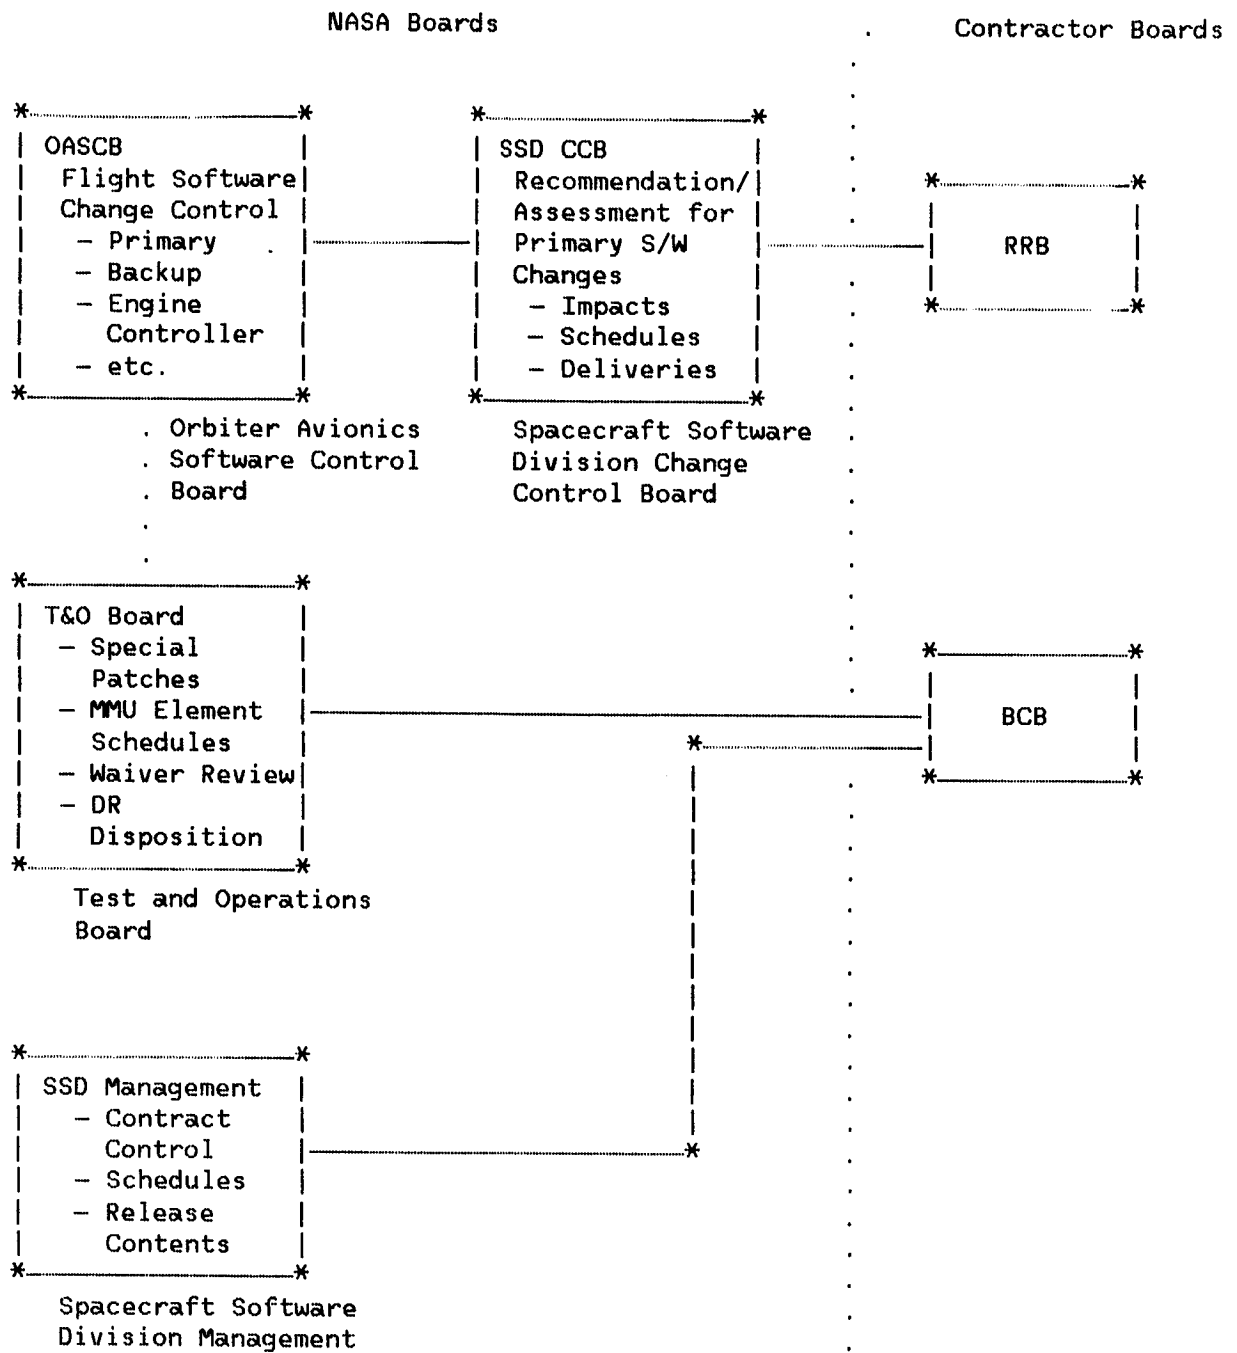 NASA Boards
Contractor Boards
OASCB
Flight Software
Change Control
– Primary
– Backup
– Engine
Controller
– etc.
Orbiter Avionics
Software Control
Board
SSD CCB
Recommendation/
Assessment for
Primary S/W
Changes
– Impacts
– Schedules
– Deliveries
Spacecraft Software
Division Change
Control Board
RRB
T&O Board
– Special
Patches
– MMU Element
Schedules
– Waiver Review
– DR
Disposition
Test and Operations
Board
BCB
SSD Management
– Contract
Control
– Schedules
– Release
Contents
Spacecraft Software
Division Management